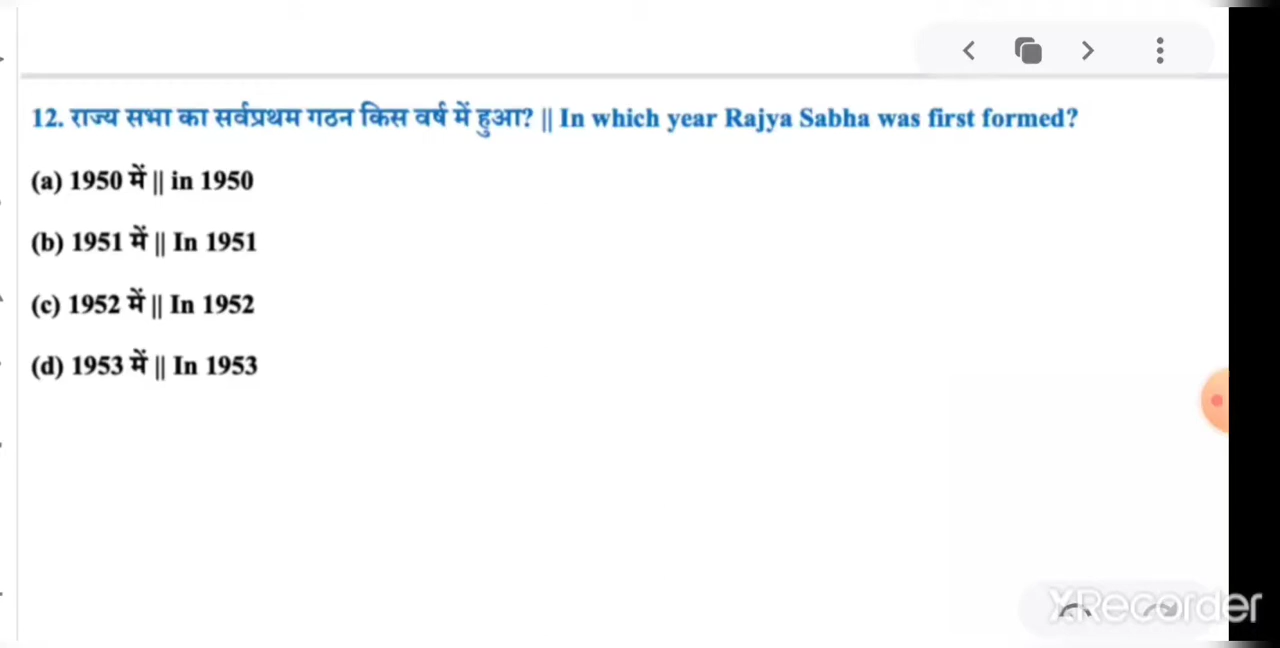 12. राज्य सभा का सर्वप्रथम गठन किस वर्ष में हुआ? || In which year Rajya Sabha was first formed?
(a) 1950 में || in 1950
(b) 1951 में || In 1951
(c) 1952 में || In 1952
(d) 1953 में || In 1953
XRecorder